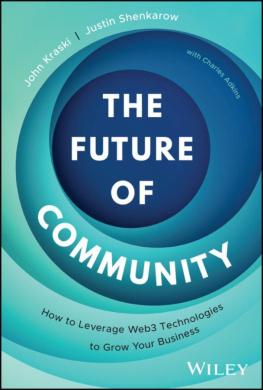 John Kraski | Justin Shenkarow
with Charles Adkins
THE
FUTURE
OF
COMMUNITY
How to Leverage Web3 Technologies
to Grow Your Business
WILEY